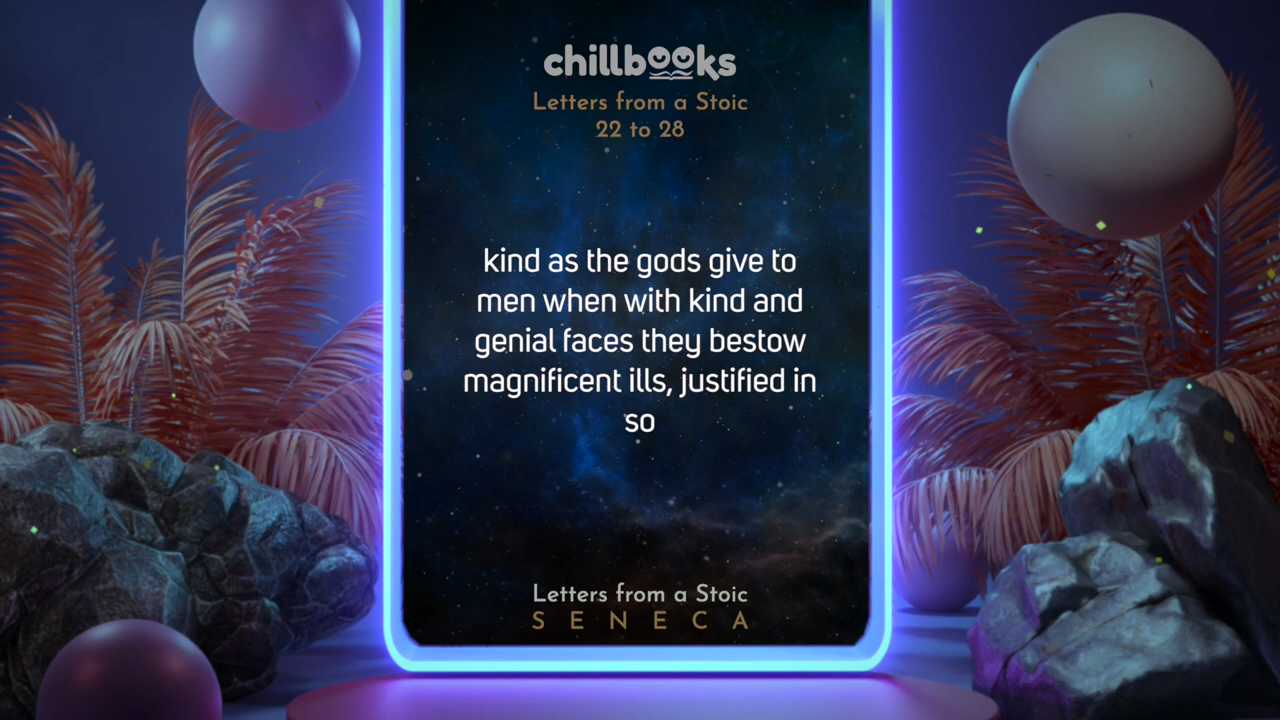 chillbooks
Letters from a Stoic
22 to 28
kind as the gods give to
men when with kind and
genial faces they bestow
magnificent ills, justified in
so
Letters from a Stoic
SENECA